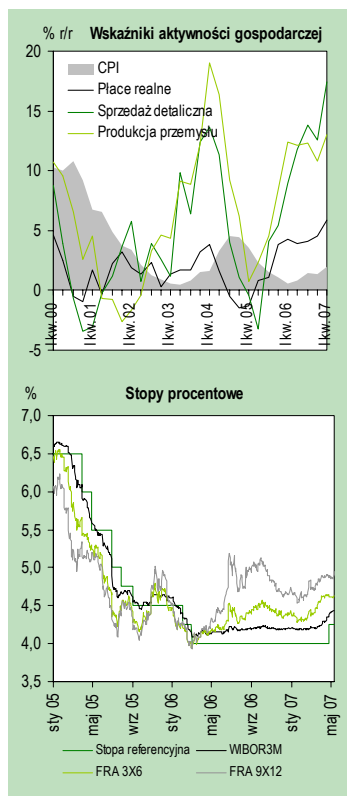 % r/r Wskaźniki aktywności gospodarczej
20
15
10
5
0
-5
CPI
Płace realne
Sprzedaż detaliczna
Produkcja przemysłu
I kw. 00
I kw. 01
I kw. 02
I kw. 03
I kw. 04
I kw. 05
I kw. 06
I kw. 07
% Stopy procentowe
7,0
6,5
6,0
5,5
5,0
4,5
4,0
3,5
sty 05
maj 05
wrz 05
sty 06
maj 06
wrz 06
sty 07
maj 07
Stopa referencyjna WIBOR3M
FRA 3X6 FRA 9X12